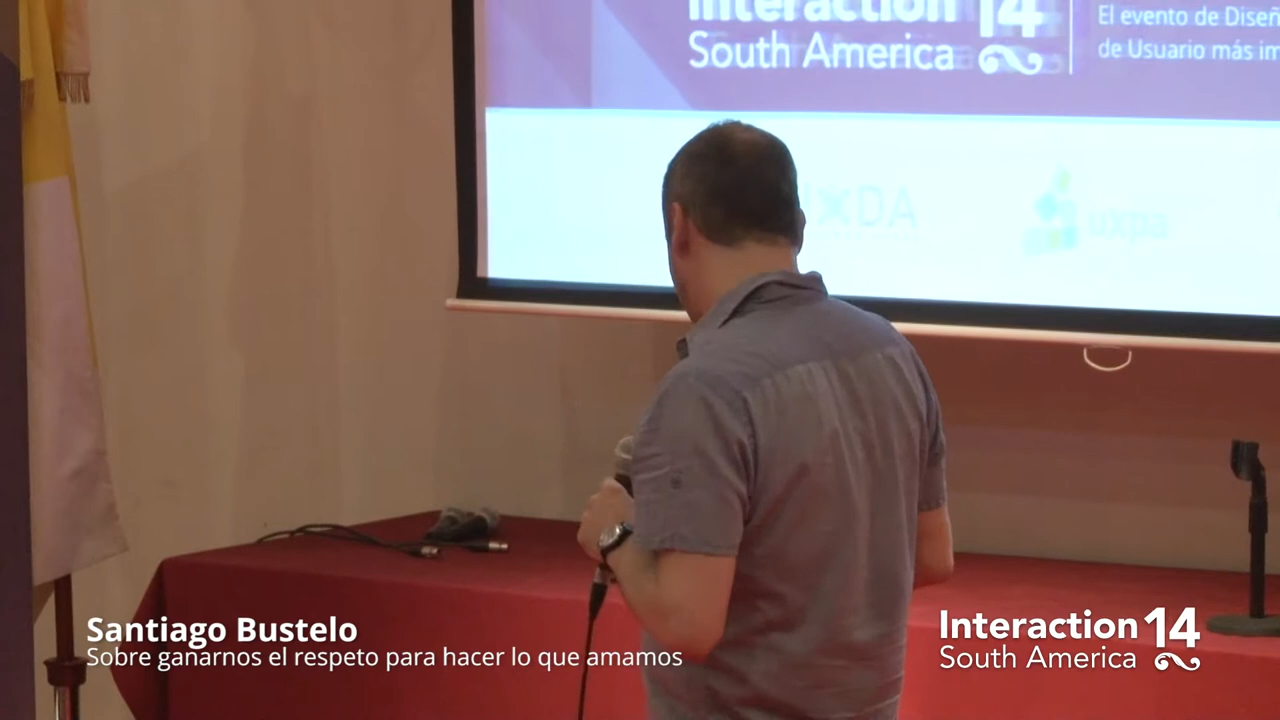 Interaction 14
South America
El evento de Diseñ
de Usuario más im
UXDA
uxpa
Santiago Bustelo
Sobre ganarnos el respeto para hacer lo que amamos
Interaction 14
South America